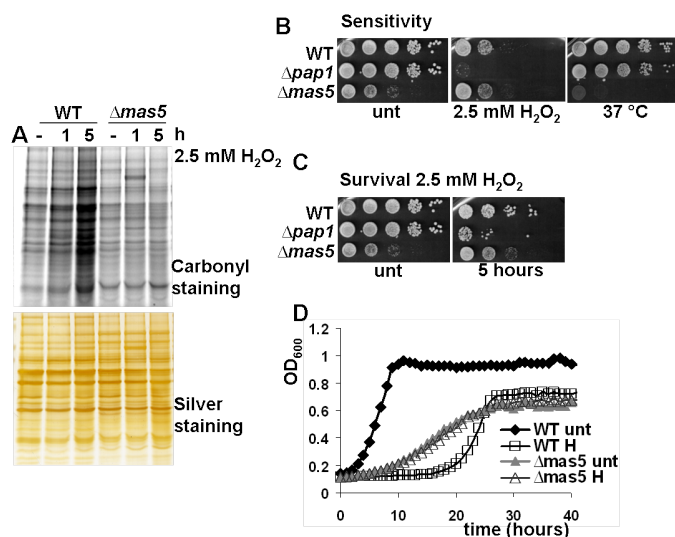 B Sensitivity
WT
Δpap1
Δmas5
unt 2.5 mM H₂O₂ 37 °C
A WT Δmas5
- 1 5 - 1 5 h
2.5 mM H₂O₂
Carbonyl
staining
Silver
staining
C Survival 2.5 mM H₂O₂
WT
Δpap1
Δmas5
unt 5 hours
D
OD₆₀₀
1.2
1
0.8
0.6
0.4
0.2
0
0 10 20 30 40
time (hours)
WT unt
WT H
Δmas5 unt
Δmas5 H